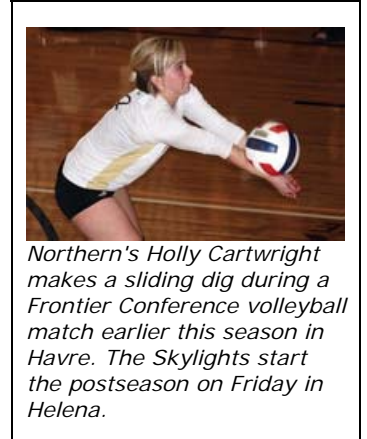 Northern's Holly Cartwright
makes a sliding dig during a
Frontier Conference volleyball
match earlier this season in
Havre. The Skylights start
the postseason on Friday in
Helena.